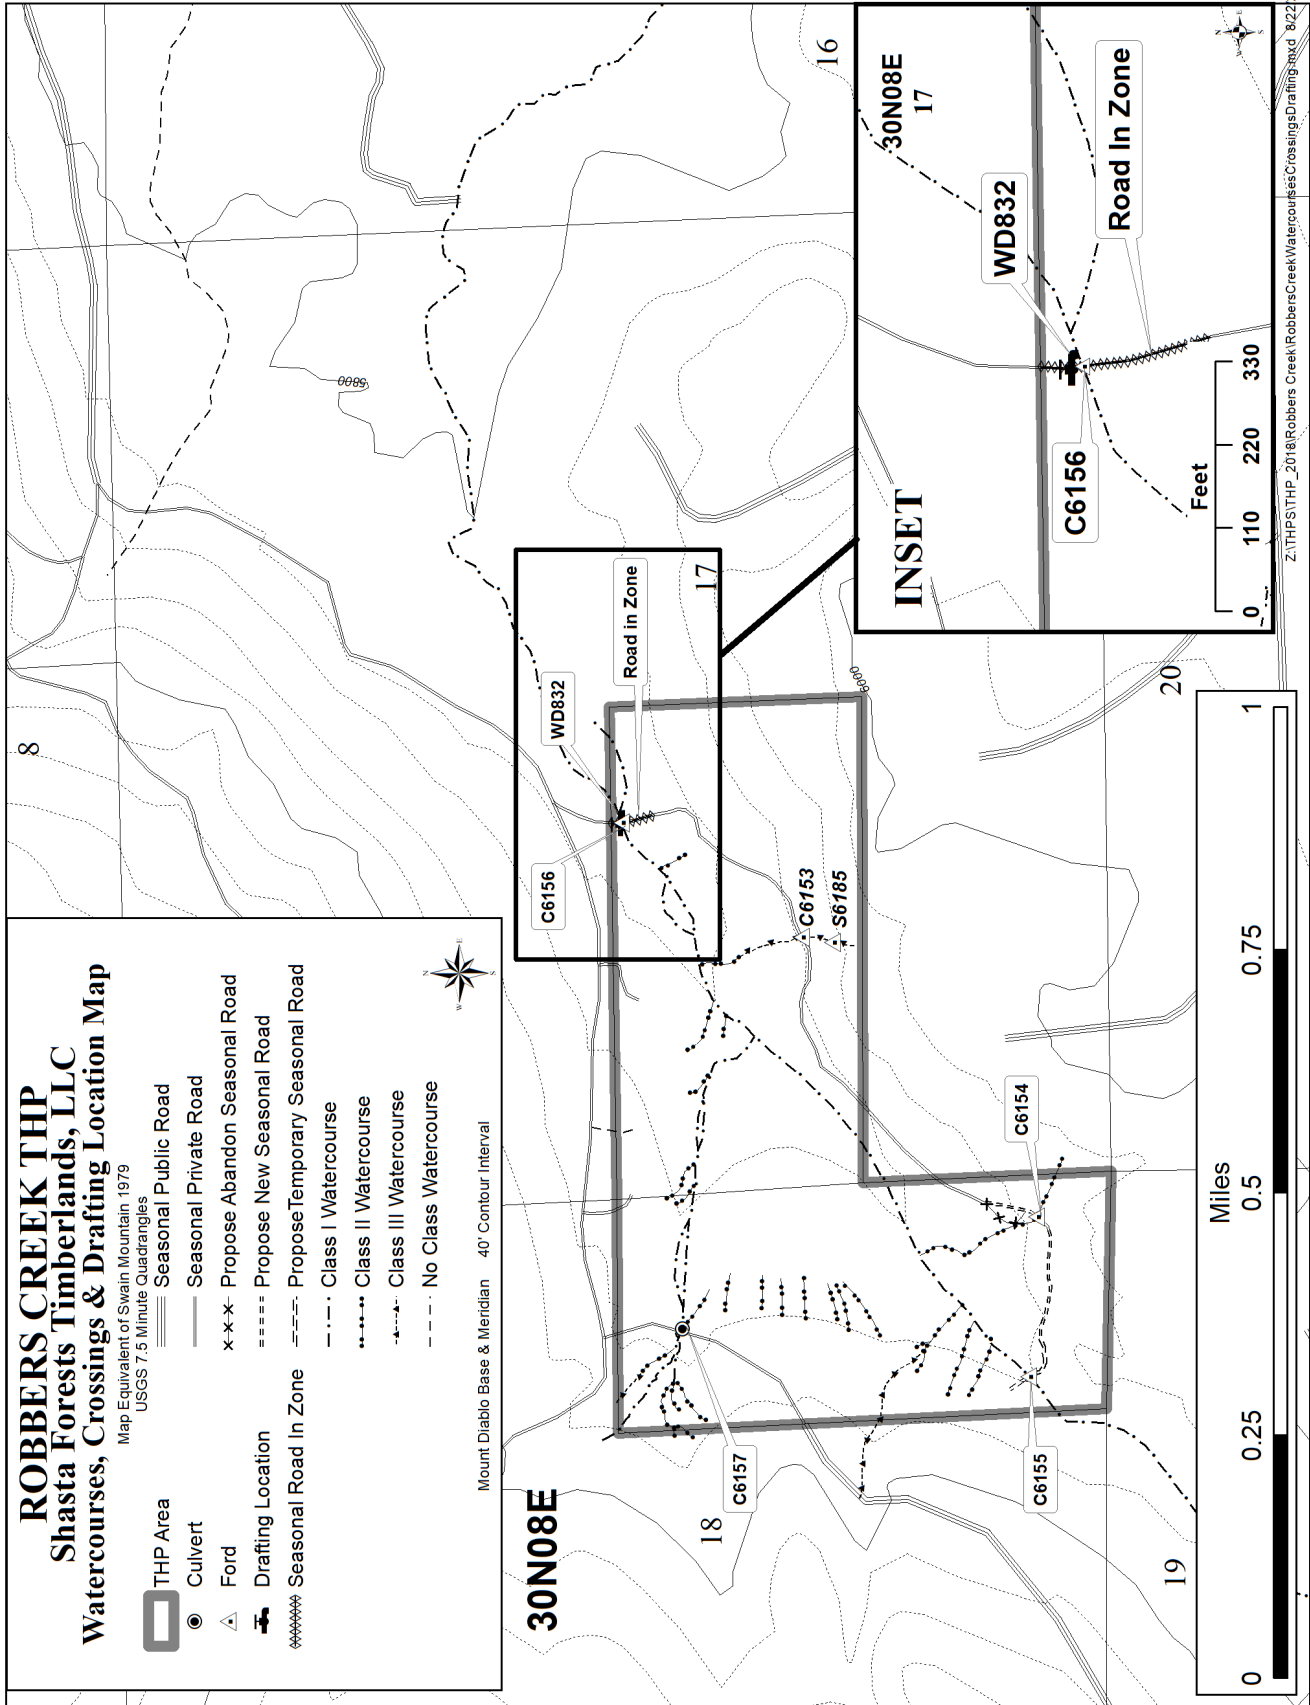 ROBBERS CREEK THP
Shasta Forests Timberlands, LLC
Watercourses, Crossings & Drafting Location Map
Map Equivalent of Swain Mountain 1979
USGS 7.5 Minute Quadrangles
THP Area
Culvert
Ford
Drafting Location
Seasonal Road In Zone
Seasonal Public Road
Seasonal Private Road
Propose Abandon Seasonal Road
Propose New Seasonal Road
Propose Temporary Seasonal Road
Class I Watercourse
Class II Watercourse
Class III Watercourse
No Class Watercourse
N
E
S
W
Mount Diablo Base & Meridian 40' Contour Interval
8
16
5800
30N08E
C6156
WD832
Road in Zone
17
C6157
18
C6153
S6185
6000
C6155
C6154
19
20
INSET
30N08E
17
WD832
Road In Zone
C6156
Feet
0 110 220 330
N
E
S
W
Miles
0 0.25 0.5 0.75 1